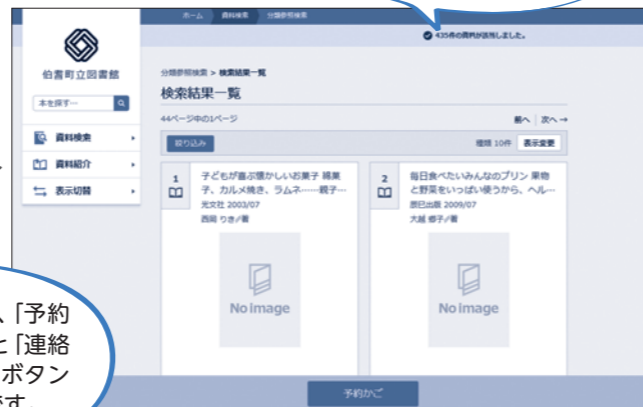 ホーム 資料検索 分類参照検索
435件の資料が該当しました。
伯耆町立図書館
本を探す…
資料検索
資料紹介
表示切替
分類参照検索 > 検索結果一覧
検索結果一覧
44ページ中の1ページ
前へ 次へ→
絞り込み
種類 10件 表示変更
1
子どもが喜ぶ懐かしいお菓子 綿菓
子、カルメ焼き、ラムネ……親子…
光文社 2003/07
西岡 りき/著
No image
2
毎日食べたいみんなのプリン 果物
と野菜をいっぱい使うから、ヘル…
辰巳出版 2009/07
大越 郷子/著
No image
、「予約
と「連絡
ボタン
です。
予約かご